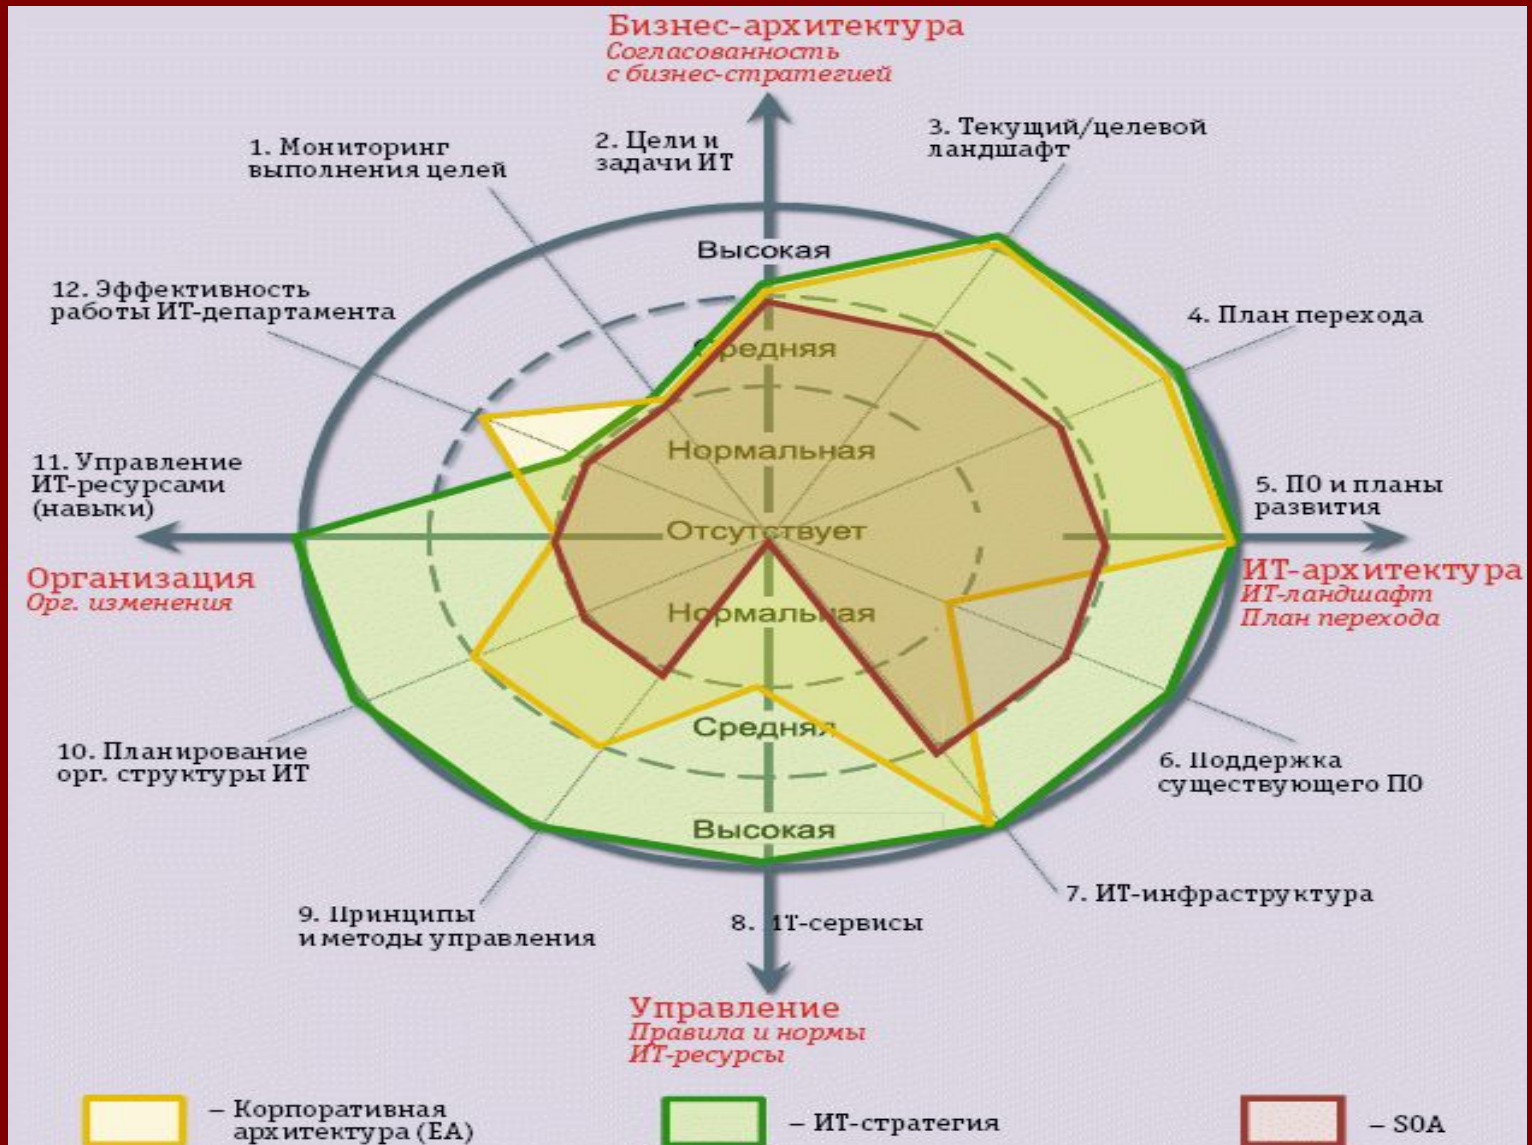 Бизнес-архитектура
Согласованность
с бизнес-стратегией
1. Мониторинг
выполнения целей
2. Цели и
задачи ИТ
3. Текущий/целевой
ландшафт
Высокая
12. Эффективность
работы ИТ-департамента
4. План перехода
Средняя
Нормальная
11. Управление
ИТ-ресурсами
(навыки)
5. ПО и планы
развития
Отсутствует
Организация
Орг. изменения
ИТ-архитектура
ИТ-ландшафт
План перехода
Нормальная
Средняя
10. Планирование
орг. структуры ИТ
6. Поддержка
существующего ПО
Высокая
9. Принципы
и методы управления
8. ИТ-сервисы
7. ИТ-инфраструктура
Управление
Правила и нормы
ИТ-ресурсы
– Корпоративная
архитектура (EA)
– ИТ-стратегия
– SOA